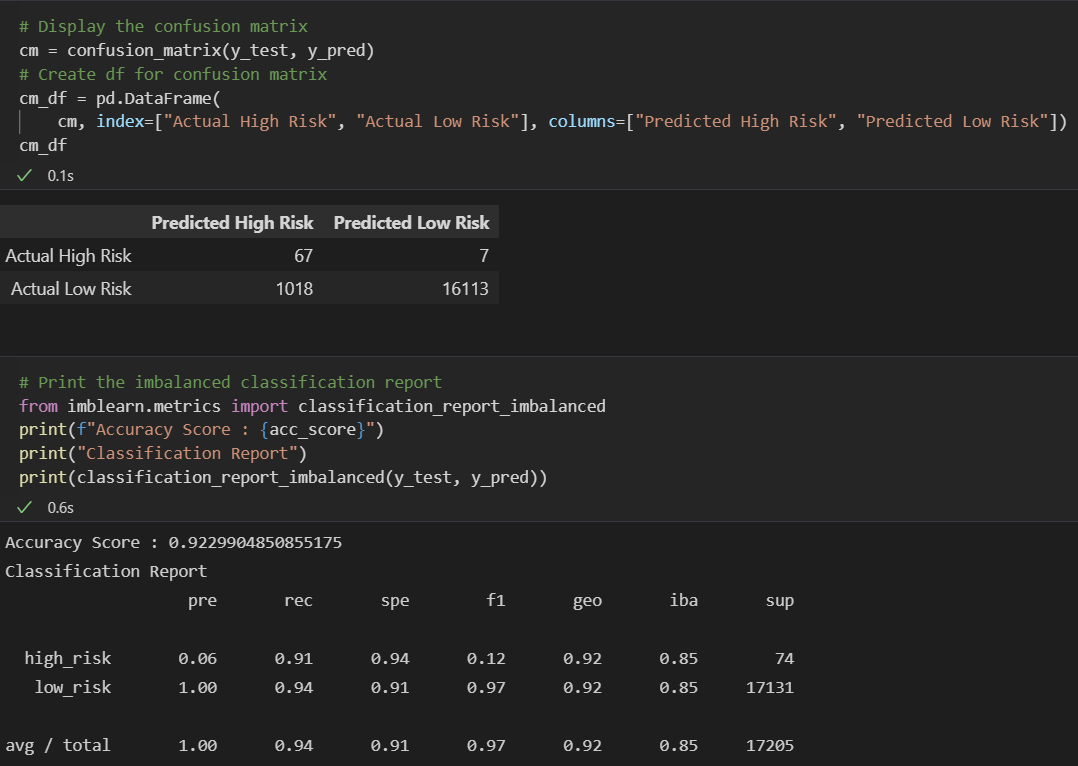 # Display the confusion matrix
cm = confusion_matrix(y_test, y_pred)
# Create df for confusion matrix
cm_df = pd.DataFrame(
    cm, index=["Actual High Risk", "Actual Low Risk"], columns=["Predicted High Risk", "Predicted Low Risk"])
cm_df
✓ 0.1s
Predicted High Risk Predicted Low Risk
Actual High Risk 67 7
Actual Low Risk 1018 16113
# Print the imbalanced classification report
from imblearn.metrics import classification_report_imbalanced
print(f"Accuracy Score : {acc_score}")
print("Classification Report")
print(classification_report_imbalanced(y_test, y_pred))
✓ 0.6s
Accuracy Score : 0.9229904850855175
Classification Report
pre rec spe f1 geo iba sup
high_risk 0.06 0.91 0.94 0.12 0.92 0.85 74
low_risk 1.00 0.94 0.91 0.97 0.92 0.85 17131
avg / total 1.00 0.94 0.91 0.97 0.92 0.85 17205